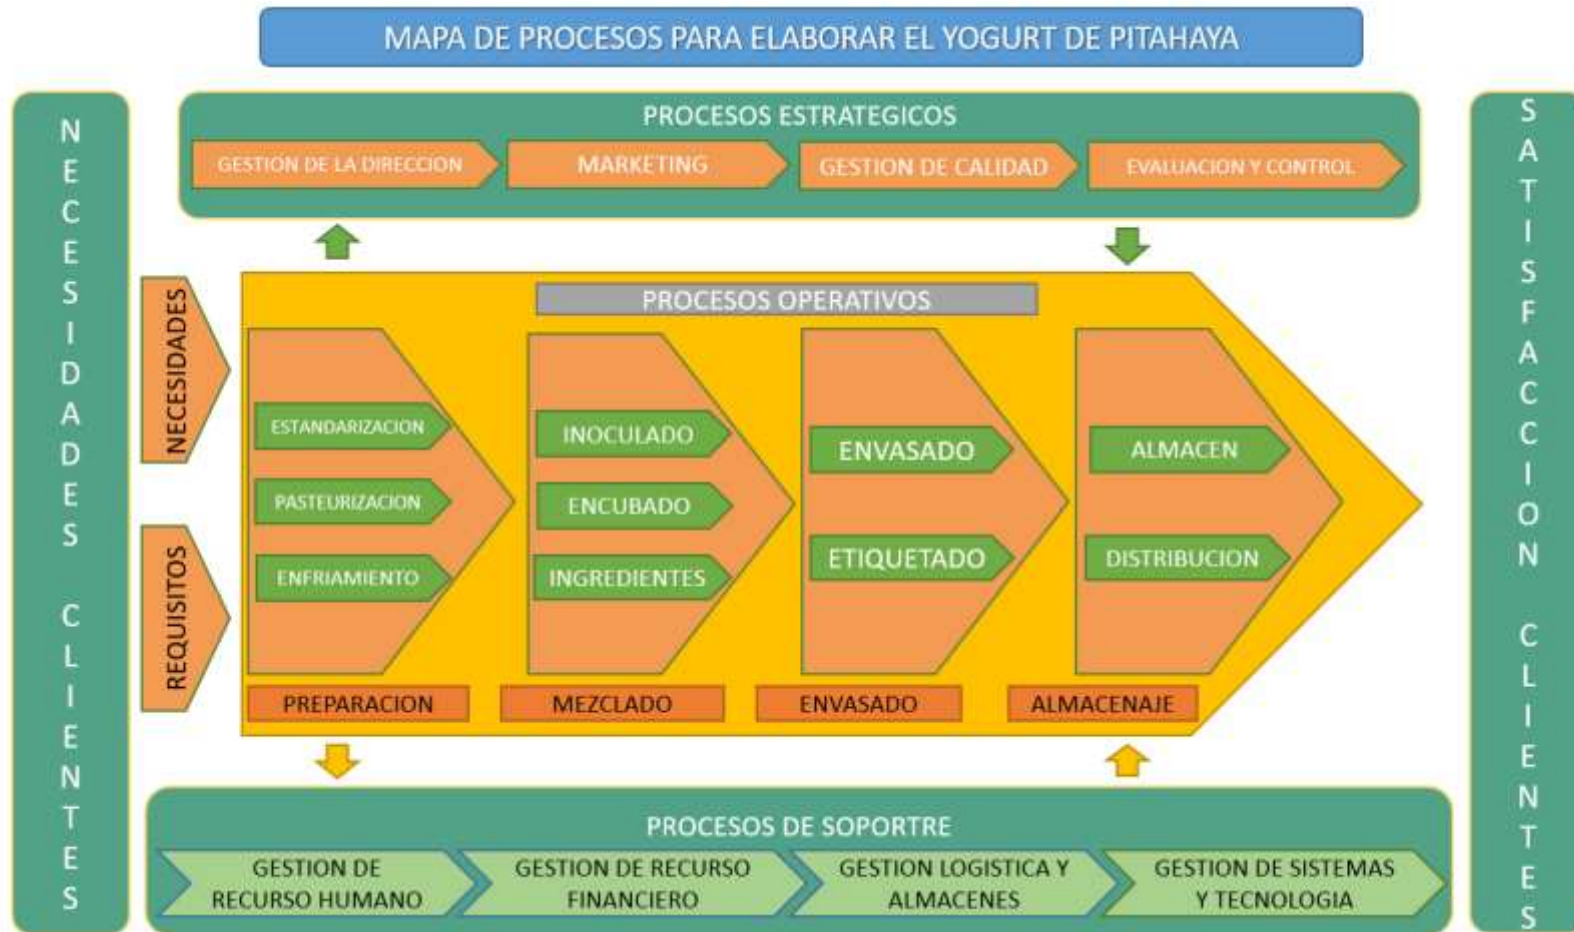 MAPA DE PROCESOS PARA ELABORAR EL YOGURT DE PITAHAYA
NECESIDADES CLIENTES
PROCESOS ESTRATEGICOS
GESTION DE LA DIRECCION
MARKETING
GESTION DE CALIDAD
EVALUACION Y CONTROL
NECESIDADES
REQUISITOS
PROCESOS OPERATIVOS
ESTANDARIZACION
PASTEURIZACION
ENFRIAMIENTO
PREPARACION
INOCULADO
ENCUBADO
INGREDIENTES
MEZCLADO
ENVASADO
ETIQUETADO
ENVASADO
ALMACEN
DISTRIBUCION
ALMACENAJE
PROCESOS DE SOPORTRE
GESTION DE
RECURSO HUMANO
GESTION DE RECURSO
FINANCIERO
GESTION LOGISTICA Y
ALMACENES
GESTION DE SISTEMAS
Y TECNOLOGIA
SATISFACCION CLIENTES